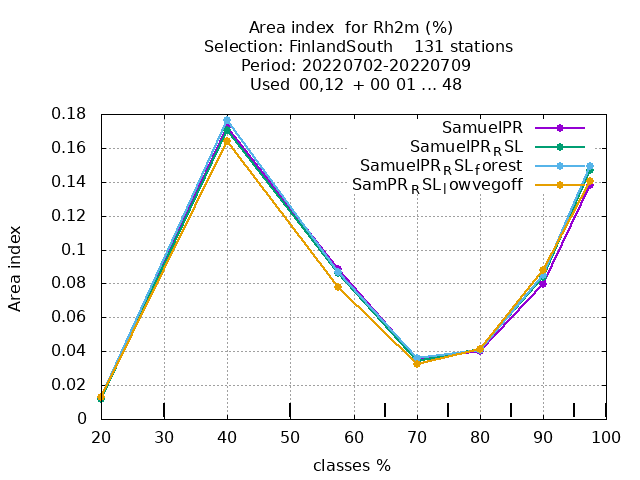 Area index  for Rh2m (%)
Selection: FinlandSouth    131 stations
Period: 20220702-20220709
Used  00,12  + 00 01 ... 48
SamuelPR
SamuelPR_RSL
SamuelPR_RSL_forest
SamPR_RSL_lowvegoff
Area index
0.18
0.16
0.14
0.12
0.1
0.08
0.06
0.04
0.02
0
20 30 40 50 60 70 80 90 100
classes %